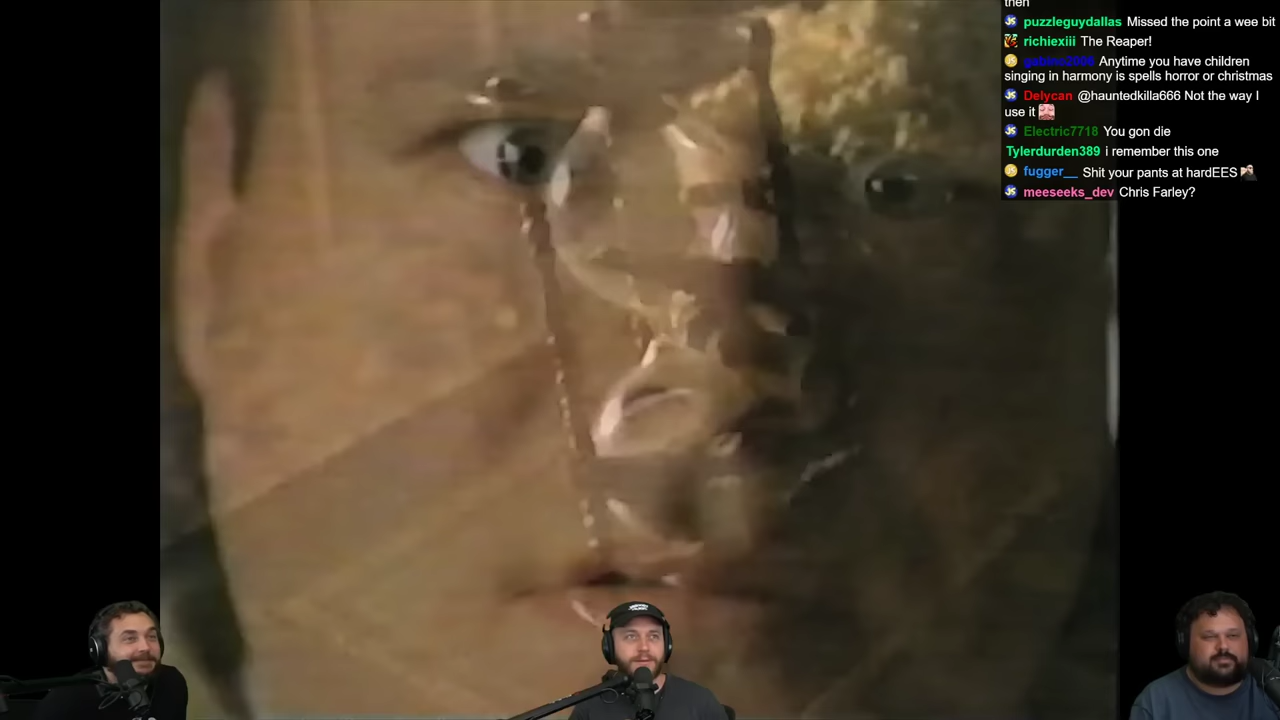 then
puzzleguydallas Missed the point a wee bit
richiexiii The Reaper!
Anytime you have children
singing in harmony is spells horror or christmas
Delycan @hauntedkilla666 Not the way I
use it
Electric7718 You gon die
Tylerdurden389 i remember this one
fugger__ Shit your pants at hardEES
meeseeks_dev Chris Farley?